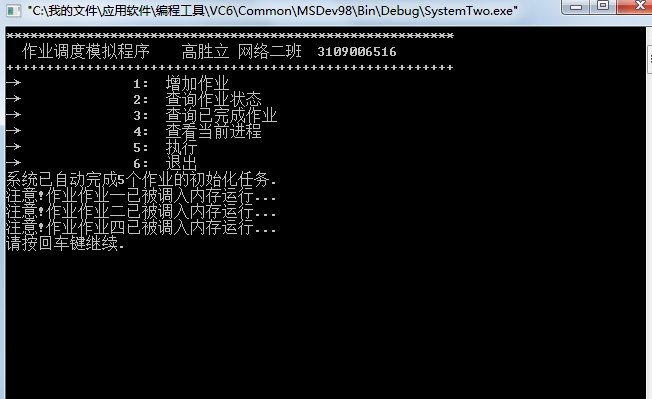 "C:\我的文件\应用软件\编程工具\VC6\Common\MSDev98\Bin\Debug\SystemTwo.exe"
********************************************************
作业调度模拟程序 高胜立 网络二班 3109006516
++++++++++++++++++++++++++++++++++++++++++++++++++++++++
-> 1: 增加作业
-> 2: 查询作业状态
-> 3: 查询已完成作业
-> 4: 查看当前进程
-> 5: 执行
-> 6: 退出
系统已自动完成5个作业的初始化任务.
注意!作业作业一已被调入内存运行...
注意!作业作业二已被调入内存运行...
注意!作业作业四已被调入内存运行...
请按回车键继续.